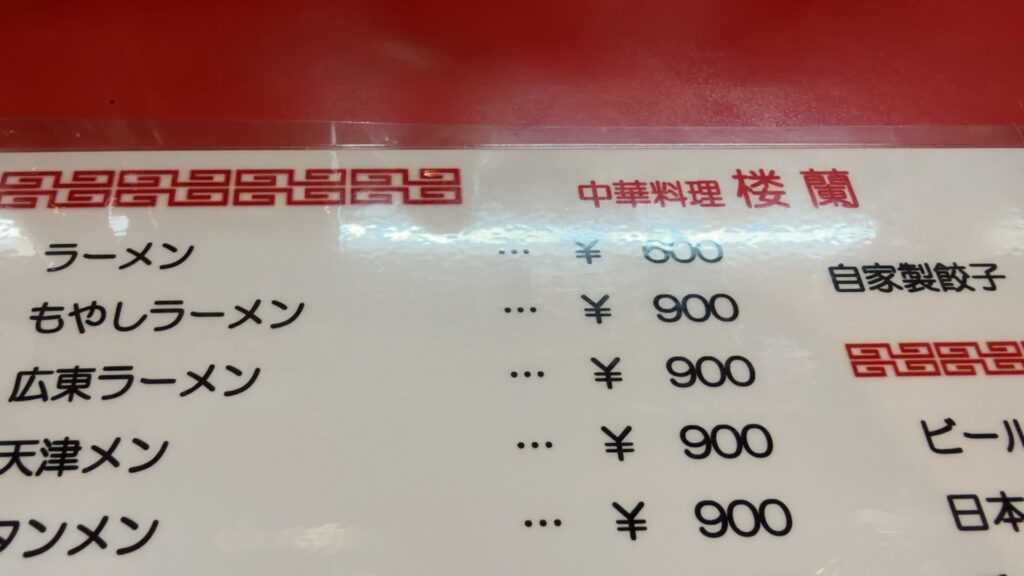 中華料理 楼蘭
ラーメン … ¥ 600
もやしラーメン … ¥ 900
広東ラーメン … ¥ 900
天津メン … ¥ 900
タンメン … ¥ 900
自家製餃子
ビール
日本